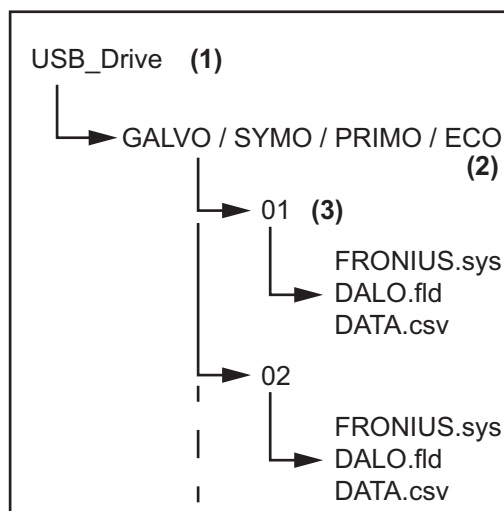 USB_Drive (1)
GALVO / SYMO / PRIMO / ECO
(2)
01 (3)
FRONIUS.sys
DALO.fld
DATA.csv
02
FRONIUS.sys
DALO.fld
DATA.csv